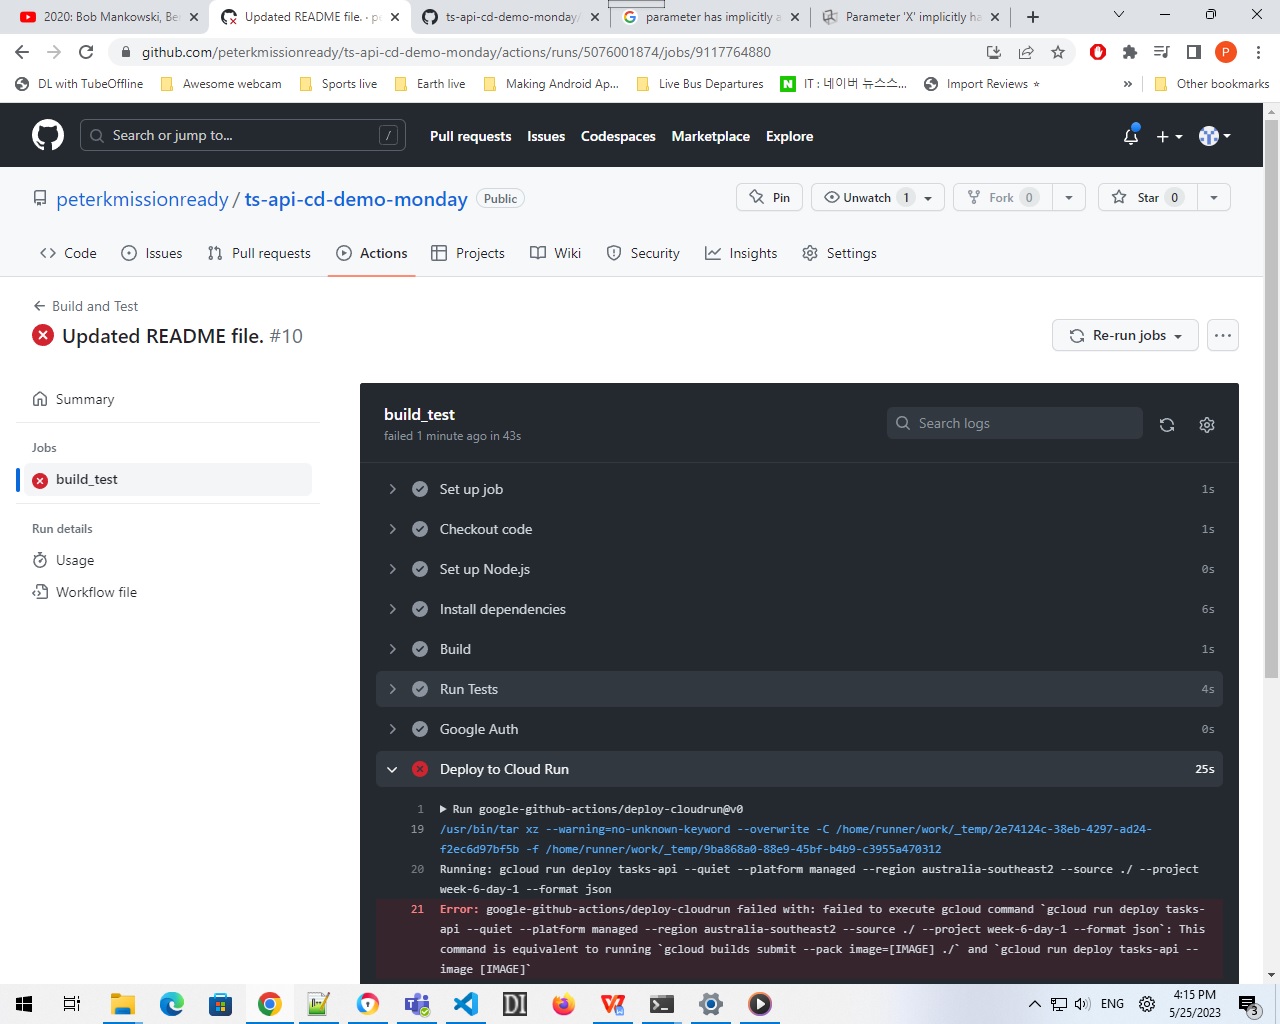 2020: Bob Mankowski, Be
Updated README file. · pe
ts-api-cd-demo-monday/
parameter has implicitly a
Parameter 'X' implicitly ha
github.com/peterkmissionready/ts-api-cd-demo-monday/actions/runs/5076001874/jobs/9117764880
P
DL with TubeOffline
Awesome webcam
Sports live
Earth live
Making Android Ap...
Live Bus Departures
N
IT : 네이버 뉴스스...
Import Reviews ⭐
»
Other bookmarks
Search or jump to...
/
Pull requests
Issues
Codespaces
Marketplace
Explore
peterkmissionready / ts-api-cd-demo-monday
Public
Pin
Unwatch 1
Fork 0
Star 0
Code
Issues
Pull requests
Actions
Projects
Wiki
Security
Insights
Settings
Build and Test
Updated README file. #10
Re-run jobs
Summary
Jobs
build_test
Run details
Usage
Workflow file
build_test
failed 1 minute ago in 43s
Search logs
Set up job 1s
Checkout code 1s
Set up Node.js 0s
Install dependencies 6s
Build 1s
Run Tests 4s
Google Auth 0s
Deploy to Cloud Run 25s
1 ▶ Run google-github-actions/deploy-cloudrun@v0
19 /usr/bin/tar xz --warning=no-unknown-keyword --overwrite -C /home/runner/work/_temp/2e74124c-38eb-4297-ad24-
f2ec6d97bf5b -f /home/runner/work/_temp/9ba868a0-88e9-45bf-b4b9-c3955a470312
20 Running: gcloud run deploy tasks-api --quiet --platform managed --region australia-southeast2 --source ./ --project
week-6-day-1 --format json
21 Error: google-github-actions/deploy-cloudrun failed with: failed to execute gcloud command `gcloud run deploy tasks-
api --quiet --platform managed --region australia-southeast2 --source ./ --project week-6-day-1 --format json`: This
command is equivalent to running `gcloud builds submit --pack image=[IMAGE] ./` and `gcloud run deploy tasks-api --
image [IMAGE]`
DI
ENG
4:15 PM
5/25/2023
3